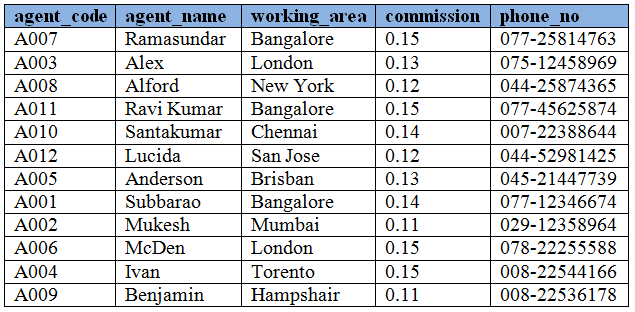 agent_code agent_name working_area commission phone_no
A007 Ramasundar Bangalore 0.15 077-25814763
A003 Alex London 0.13 075-12458969
A008 Alford New York 0.12 044-25874365
A011 Ravi Kumar Bangalore 0.15 077-45625874
A010 Santakumar Chennai 0.14 007-22388644
A012 Lucida San Jose 0.12 044-52981425
A005 Anderson Brisban 0.13 045-21447739
A001 Subbarao Bangalore 0.14 077-12346674
A002 Mukesh Mumbai 0.11 029-12358964
A006 McDen London 0.15 078-22255588
A004 Ivan Torento 0.15 008-22544166
A009 Benjamin Hampshair 0.11 008-22536178